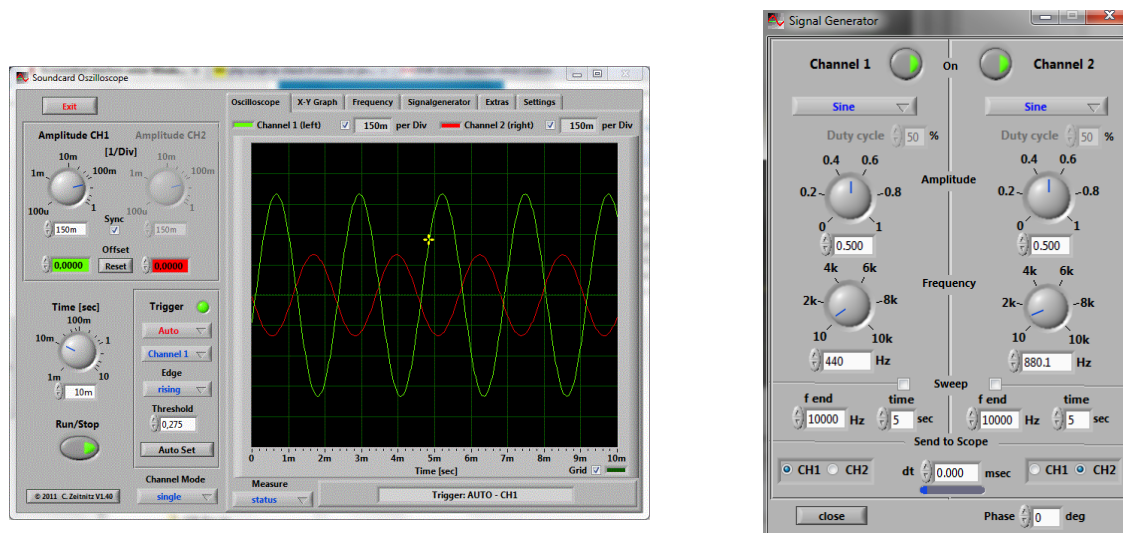 Soundcard Oszilloscope
Exit
Amplitude CH1 Amplitude CH2
[1/Div]
10m 10m
1m 100m 1m 100m
100u 1 100u 1
Sync
150m 150m
Offset
0,0000 Reset 0,0000
Time [sec]
100m
10m 1
1m 10
10m
Run/Stop
Trigger
Auto
Channel 1
Edge
rising
Threshold
0,275
Auto Set
Channel Mode
single
© 2011 C. Zeitnitz V1.40
Oscilloscope X-Y Graph Frequency Signalgenerator Extras Settings
Channel 1 (left) 150m per Div Channel 2 (right) 150m per Div
0 1m 2m 3m 4m 5m 6m 7m 8m 9m 10m
Time [sec] Grid
Measure
status
Trigger: AUTO - CH1
Signal Generator
Channel 1 On Channel 2
Sine Sine
Duty cycle 50 % Duty cycle 50 %
0.4 0.6 0.4 0.6
Amplitude
0.2 0.8 0.2 0.8
0 1 0 1
0.500 0.500
4k 6k 4k 6k
Frequency
2k 8k 2k 8k
10 10k 10 10k
440 Hz 880.1 Hz
Sweep
f end time f end time
10000 Hz 5 sec 10000 Hz 5 sec
Send to Scope
CH1 CH2 dt 0.000 msec CH1 CH2
close Phase 0 deg